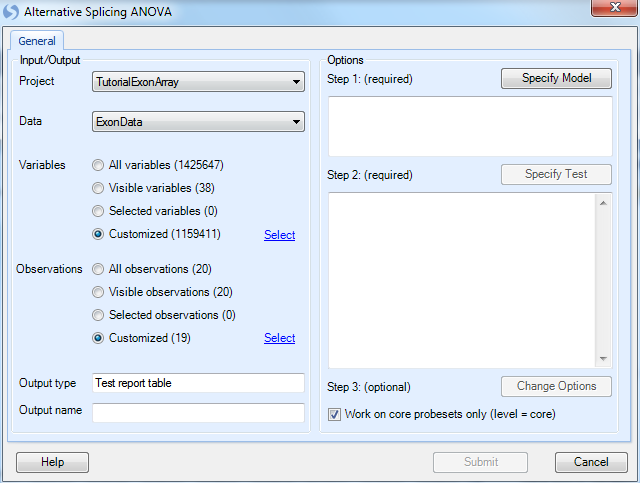 Alternative Splicing ANOVA
General
Input/Output
Project
TutorialExonArray
Data
ExonData
Variables
All variables (1425647)
Visible variables (38)
Selected variables (0)
Customized (1159411)
Select
Observations
All observations (20)
Visible observations (20)
Selected observations (0)
Customized (19)
Select
Output type
Test report table
Output name
Options
Step 1: (required)
Specify Model
Step 2: (required)
Specify Test
Step 3: (optional)
Change Options
Work on core probesets only (level = core)
Help
Submit
Cancel